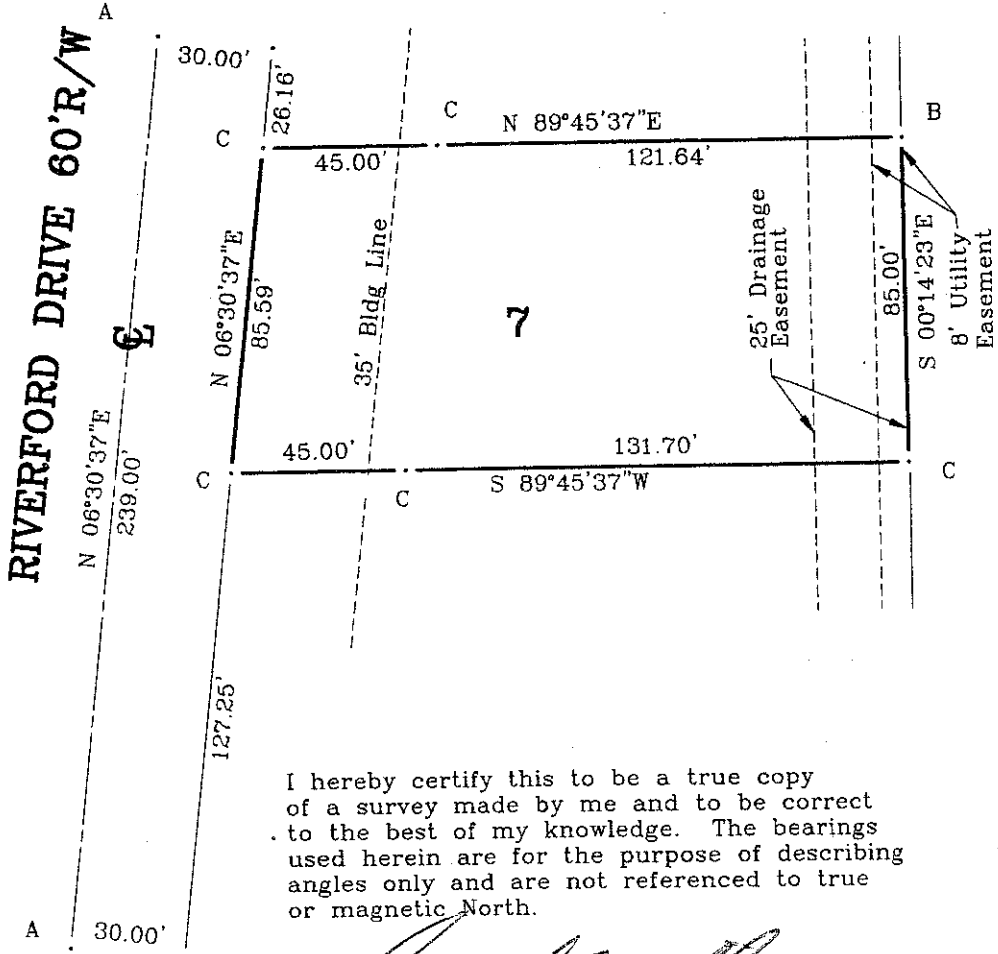 A
30.00'
RIVERFORD DRIVE 60'R/W
26.16'
C
C
N 89°45'37"E
B
45.00'
121.64'
N 06°30'37"E
85.59'
35' Bldg Line
7
25' Drainage
Easement
85.00'
S 00°14'23"E
8' Utility
Easement
℄
N 06°30'37"E
239.00'
45.00'
131.70'
C
C
S 89°45'37"W
C
127.25'
I hereby certify this to be a true copy
of a survey made by me and to be correct
to the best of my knowledge. The bearings
used herein are for the purpose of describing
angles only and are not referenced to true
or magnetic North.
A
30.00'